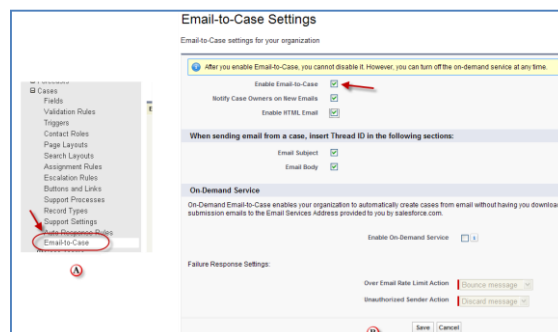 Cases
Fields
Validation Rules
Triggers
Contact Roles
Page Layouts
Search Layouts
Assignment Rules
Escalation Rules
Buttons and Links
Support Processes
Record Types
Support Settings
Auto Response Rules
Email-to-Case
A
Email-to-Case Settings
Email-to-Case settings for your organization
After you enable Email-to-Case, you cannot disable it. However, you can turn off the on-demand service at any time.
Enable Email-to-Case
Notify Case Owners on New Emails
Enable HTML Email
When sending email from a case, insert Thread ID in the following sections:
Email Subject
Email Body
On-Demand Service
On-Demand Email-to-Case enables your organization to automatically create cases from email without having you download
submission emails to the Email Services Address provided to you by salesforce.com.
Enable On-Demand Service
Failure Response Settings:
Over Email Rate Limit Action Bounce message
Unauthorized Sender Action Discard message
Save Cancel